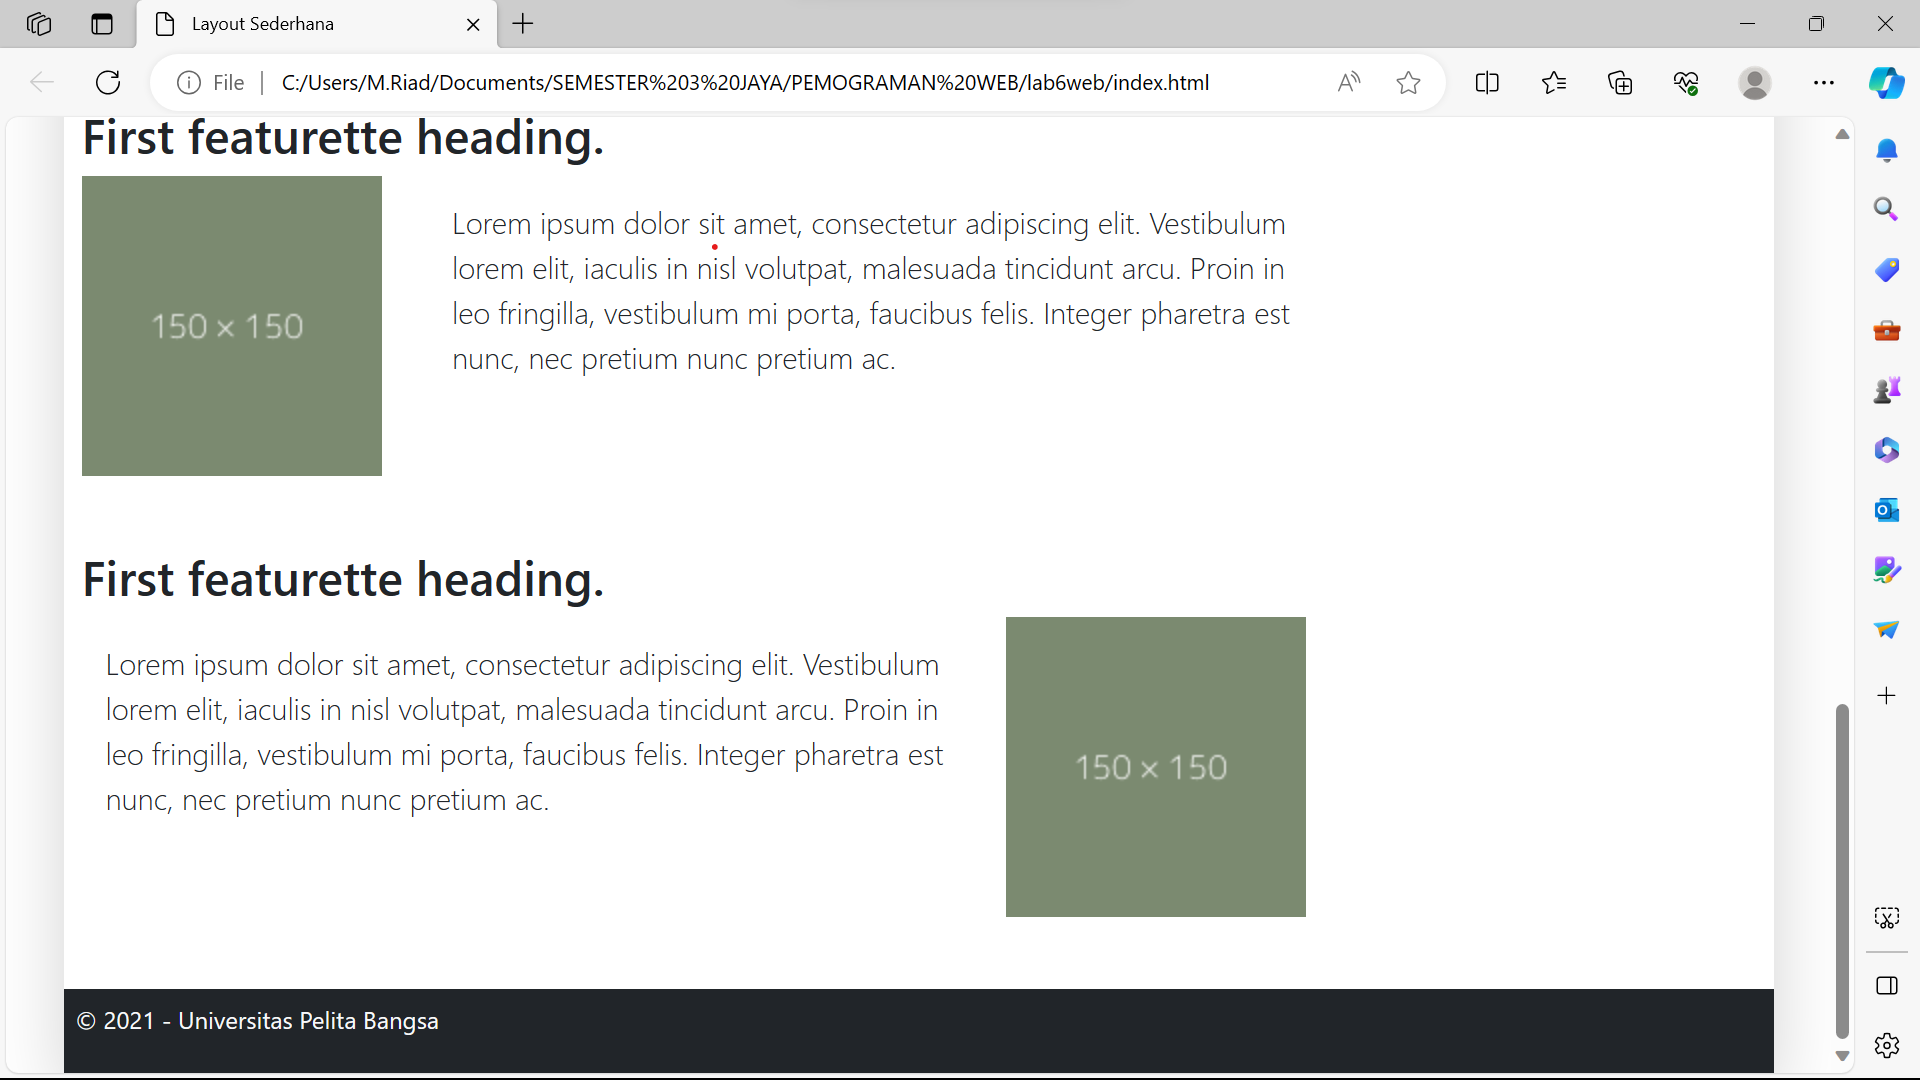 Layout Sederhana
File
C:/Users/M.Riad/Documents/SEMESTER%203%20JAYA/PEMOGRAMAN%20WEB/lab6web/index.html
First featurette heading.
150 × 150
Lorem ipsum dolor sit amet, consectetur adipiscing elit. Vestibulum
lorem elit, iaculis in nisl volutpat, malesuada tincidunt arcu. Proin in
leo fringilla, vestibulum mi porta, faucibus felis. Integer pharetra est
nunc, nec pretium nunc pretium ac.
First featurette heading.
Lorem ipsum dolor sit amet, consectetur adipiscing elit. Vestibulum
lorem elit, iaculis in nisl volutpat, malesuada tincidunt arcu. Proin in
leo fringilla, vestibulum mi porta, faucibus felis. Integer pharetra est
nunc, nec pretium nunc pretium ac.
150 × 150
© 2021 - Universitas Pelita Bangsa